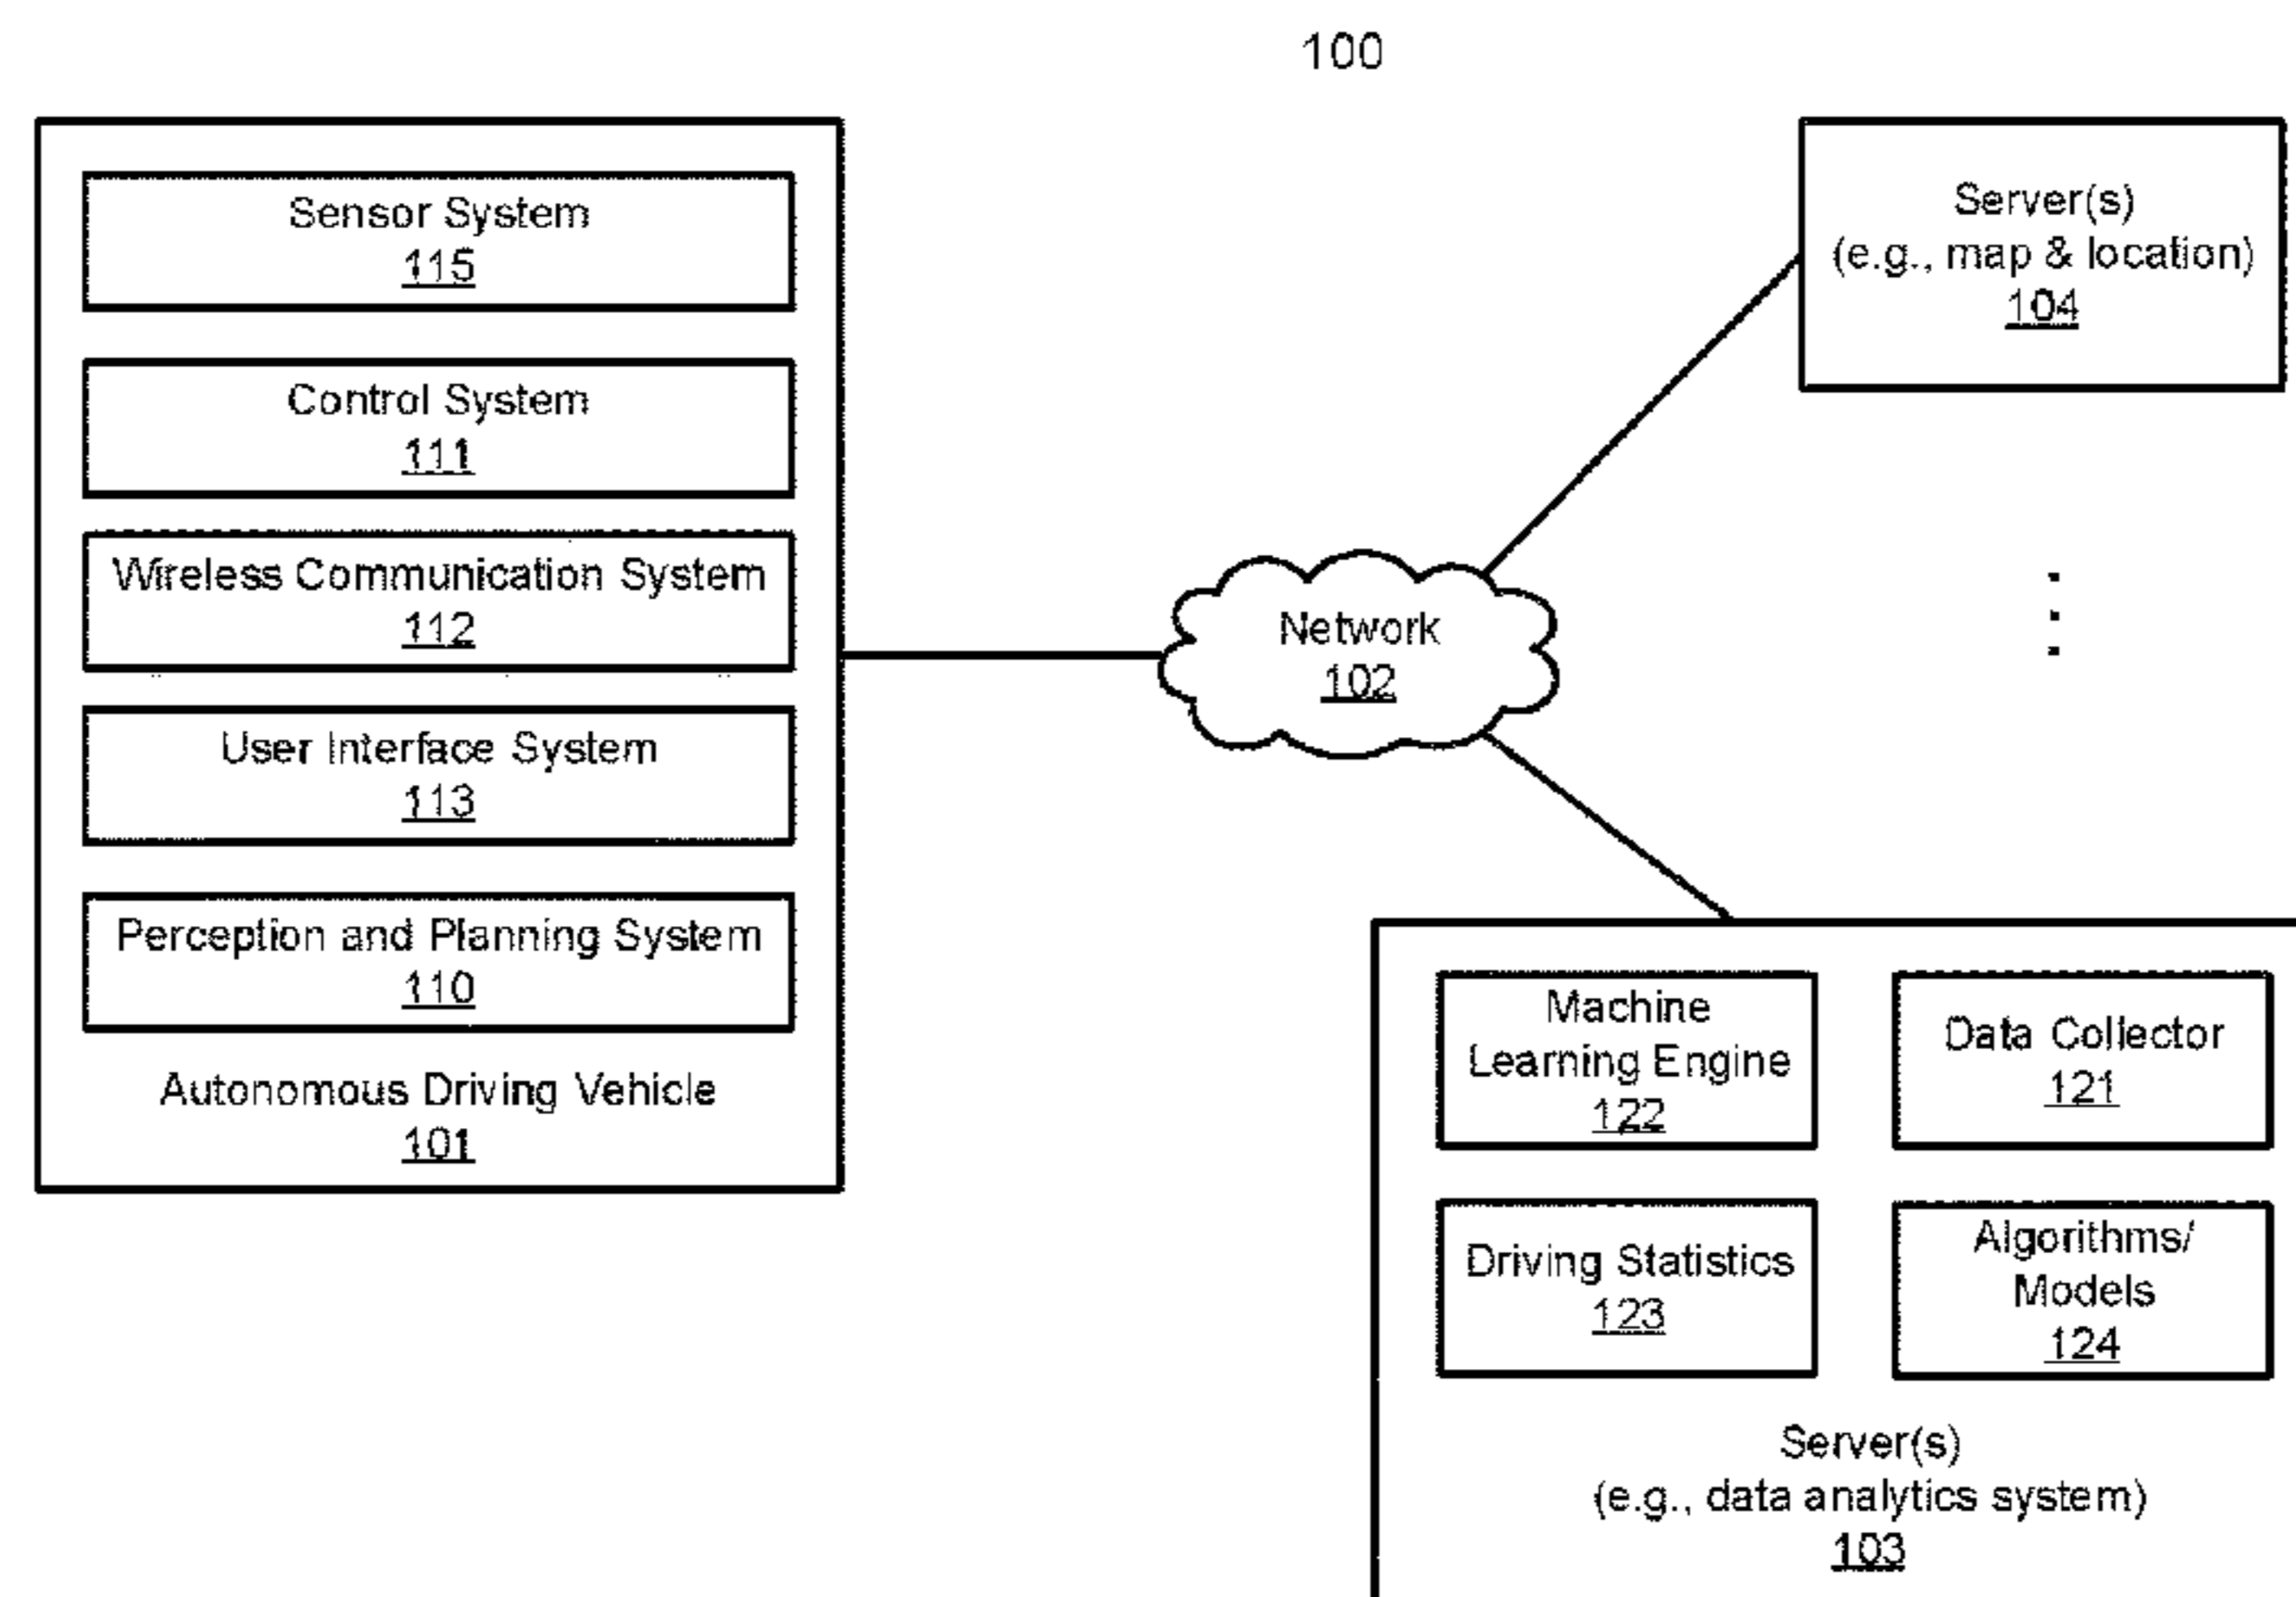 100
Sensor System
115
Control System
111
Wireless Communication System
112
User Interface System
113
Perception and Planning System
110
Autonomous Driving Vehicle
101
Network
102
Server(s)
(e.g., map & location)
104
Machine
Learning Engine
122
Data Collector
121
Driving Statistics
123
Algorithms/
Models
124
Server(s)
(e.g., data analytics system)
103